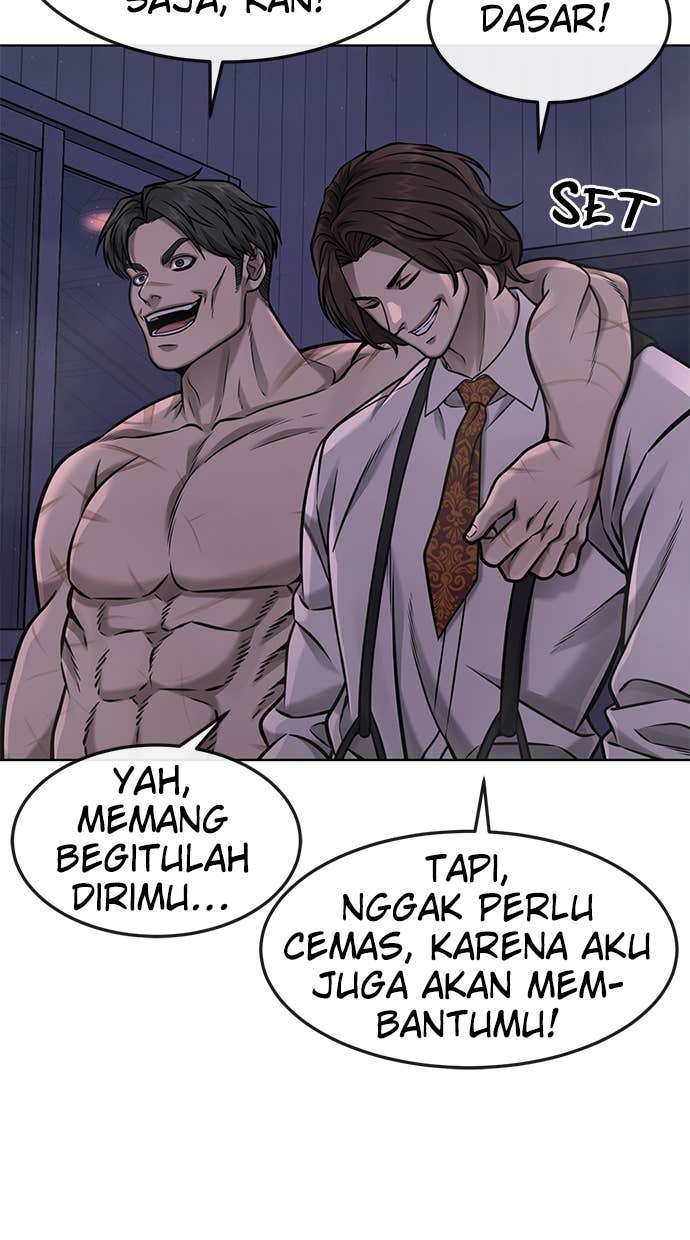 SAJA, KAN!
DASAR!
SET
YAH,
MEMANG
BEGITULAH
DIRIMU...
TAPI,
NGGAK PERLU
CEMAS, KARENA AKU
JUGA AKAN MEM-
BANTUMU!